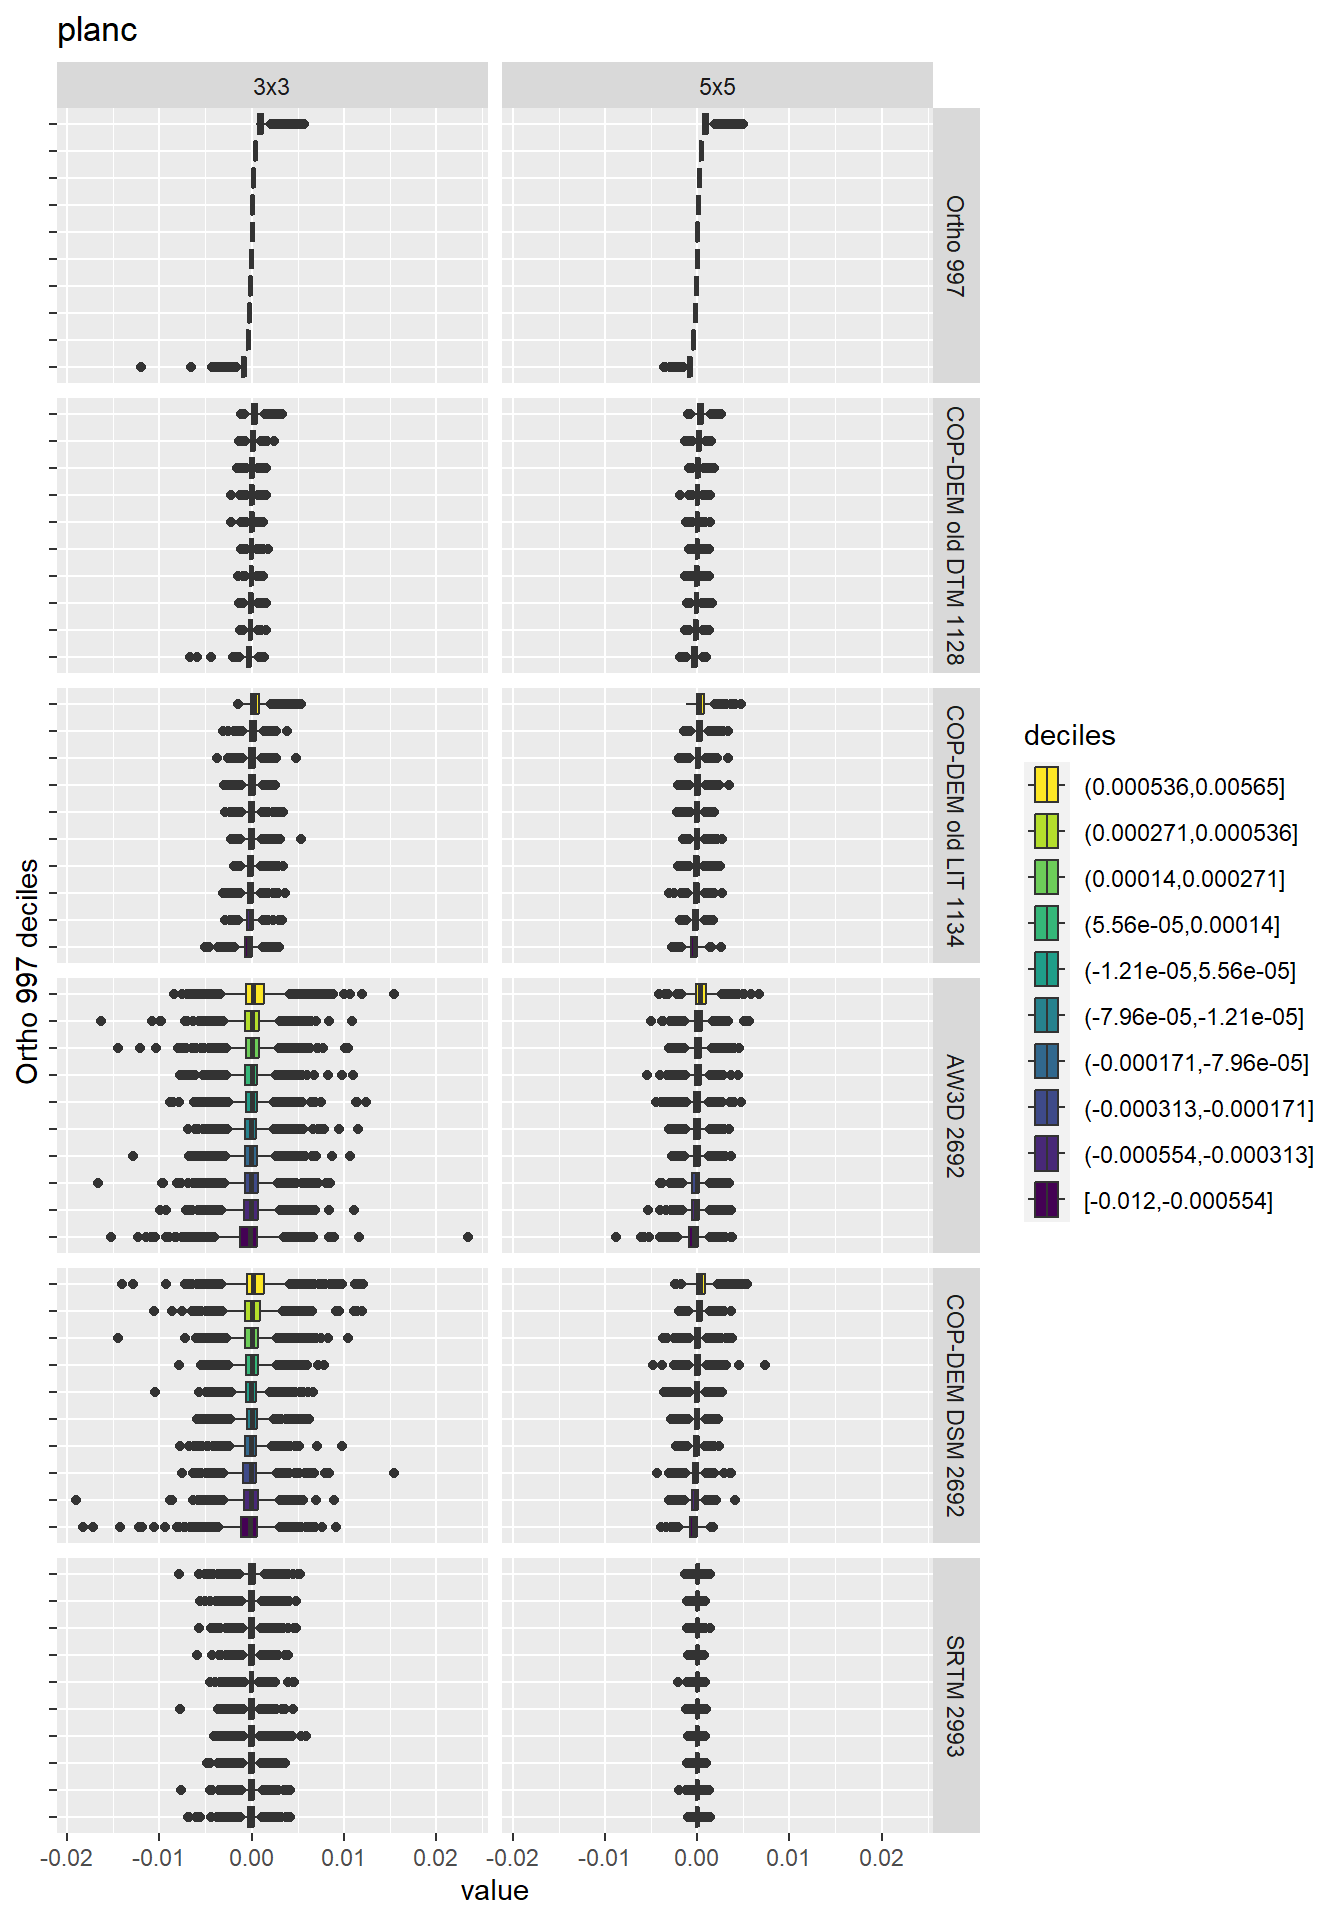 planc
3x3
5x5
Ortho 997
COP-DEM old DTM 1128
COP-DEM old LIT 1134
AW3D 2692
COP-DEM DSM 2692
SRTM 2993
Ortho 997 deciles
-0.02
-0.01
0.00
0.01
0.02
-0.02
-0.01
0.00
0.01
0.02
value
deciles
(0.000536,0.00565]
(0.000271,0.000536]
(0.00014,0.000271]
(5.56e-05,0.00014]
(-1.21e-05,5.56e-05]
(-7.96e-05,-1.21e-05]
(-0.000171,-7.96e-05]
(-0.000313,-0.000171]
(-0.000554,-0.000313]
[-0.012,-0.000554]